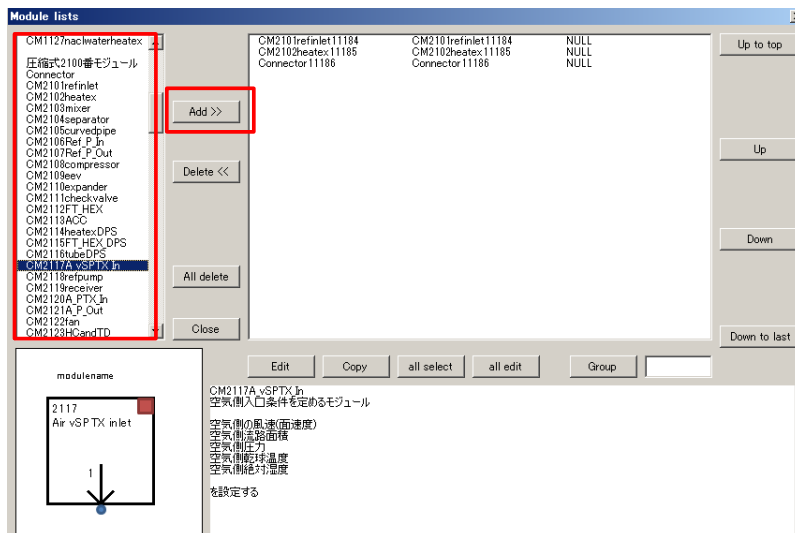 Module lists
CM1127naclwaterheatex
圧縮式2100番モジュール
Connector
CM2101refinlet
CM2102heatex
CM2103mixer
CM2104separator
CM2105curvedpipe
CM2106Ref_P_In
CM2107Ref_P_Out
CM2108compressor
CM2109eev
CM2110expander
CM2111checkvalve
CM2112FT_HEX
CM2113ACC
CM2114heatexDPS
CM2115FT_HEX_DPS
CM2116tubeDPS
CM2117A_vSPTX_In
CM2118refpump
CM2119receiver
CM2120A_PTX_In
CM2121A_P_Out
CM2122fan
CM2123HCandTD
Add >>
Delete <<
All delete
Close
CM2101refinlet11184 CM2101refinlet11184 NULL
CM2102heatex11185 CM2102heatex11185 NULL
Connector11186 Connector11186 NULL
Up to top
Up
Down
Down to last
Edit Copy all select all edit Group
modulename
2117
Air vSPTX inlet
1
CM2117A_vSPTX_In
空気側入口条件を定めるモジュール
空気側の風速(面速度)
空気側流路面積
空気側圧力
空気側乾球温度
空気側絶対湿度
を設定する